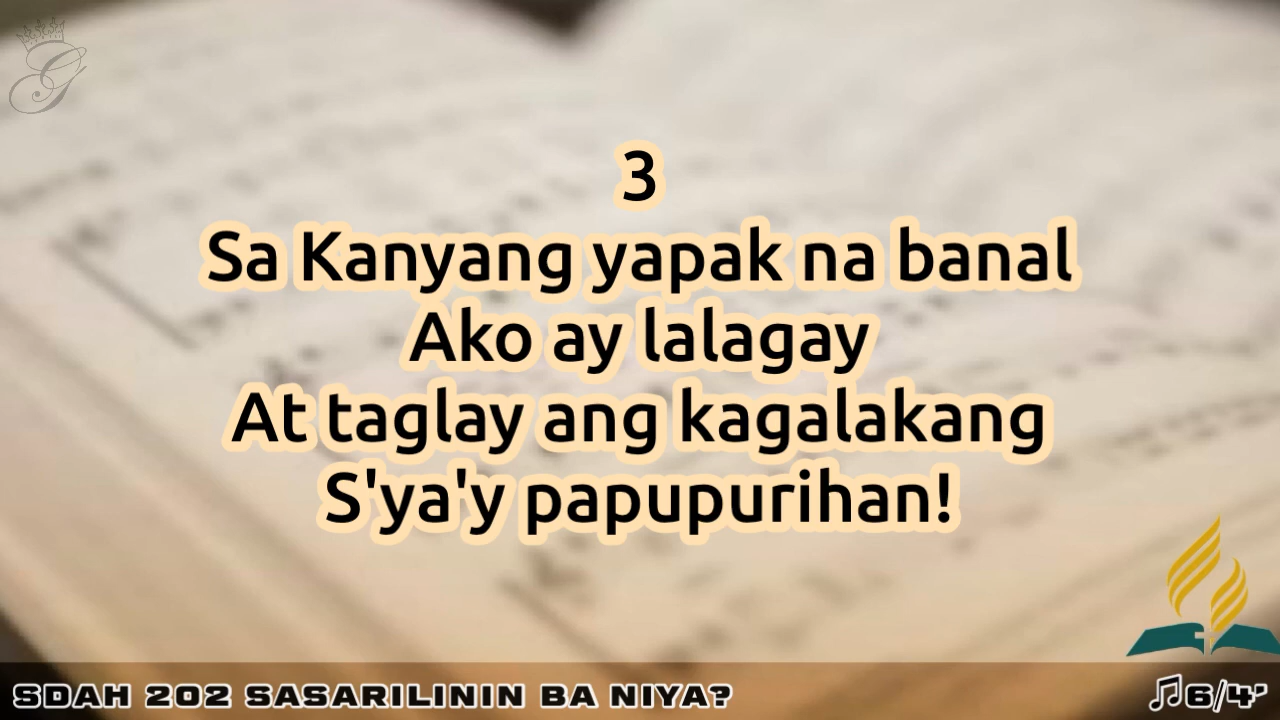 3
Sa Kanyang yapak na banal
Ako ay lalagay
At taglay ang kagalakang
S'ya'y papupurihan!
SDAH 202 SASARILININ BA NIYA?
🎵6/4'